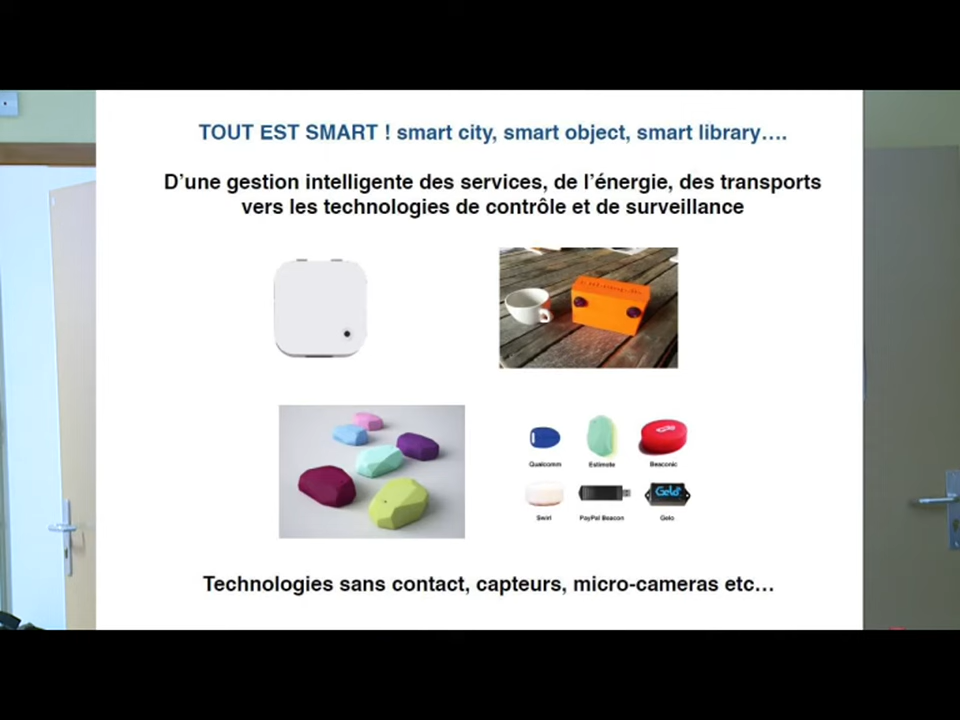 TOUT EST SMART ! smart city, smart object, smart library….
D’une gestion intelligente des services, de l’énergie, des transports
vers les technologies de contrôle et de surveillance
Qualcomm
Estimote
Beaconic
Gelo
Swirl
PayPal Beacon
Gelo
Technologies sans contact, capteurs, micro-cameras etc…